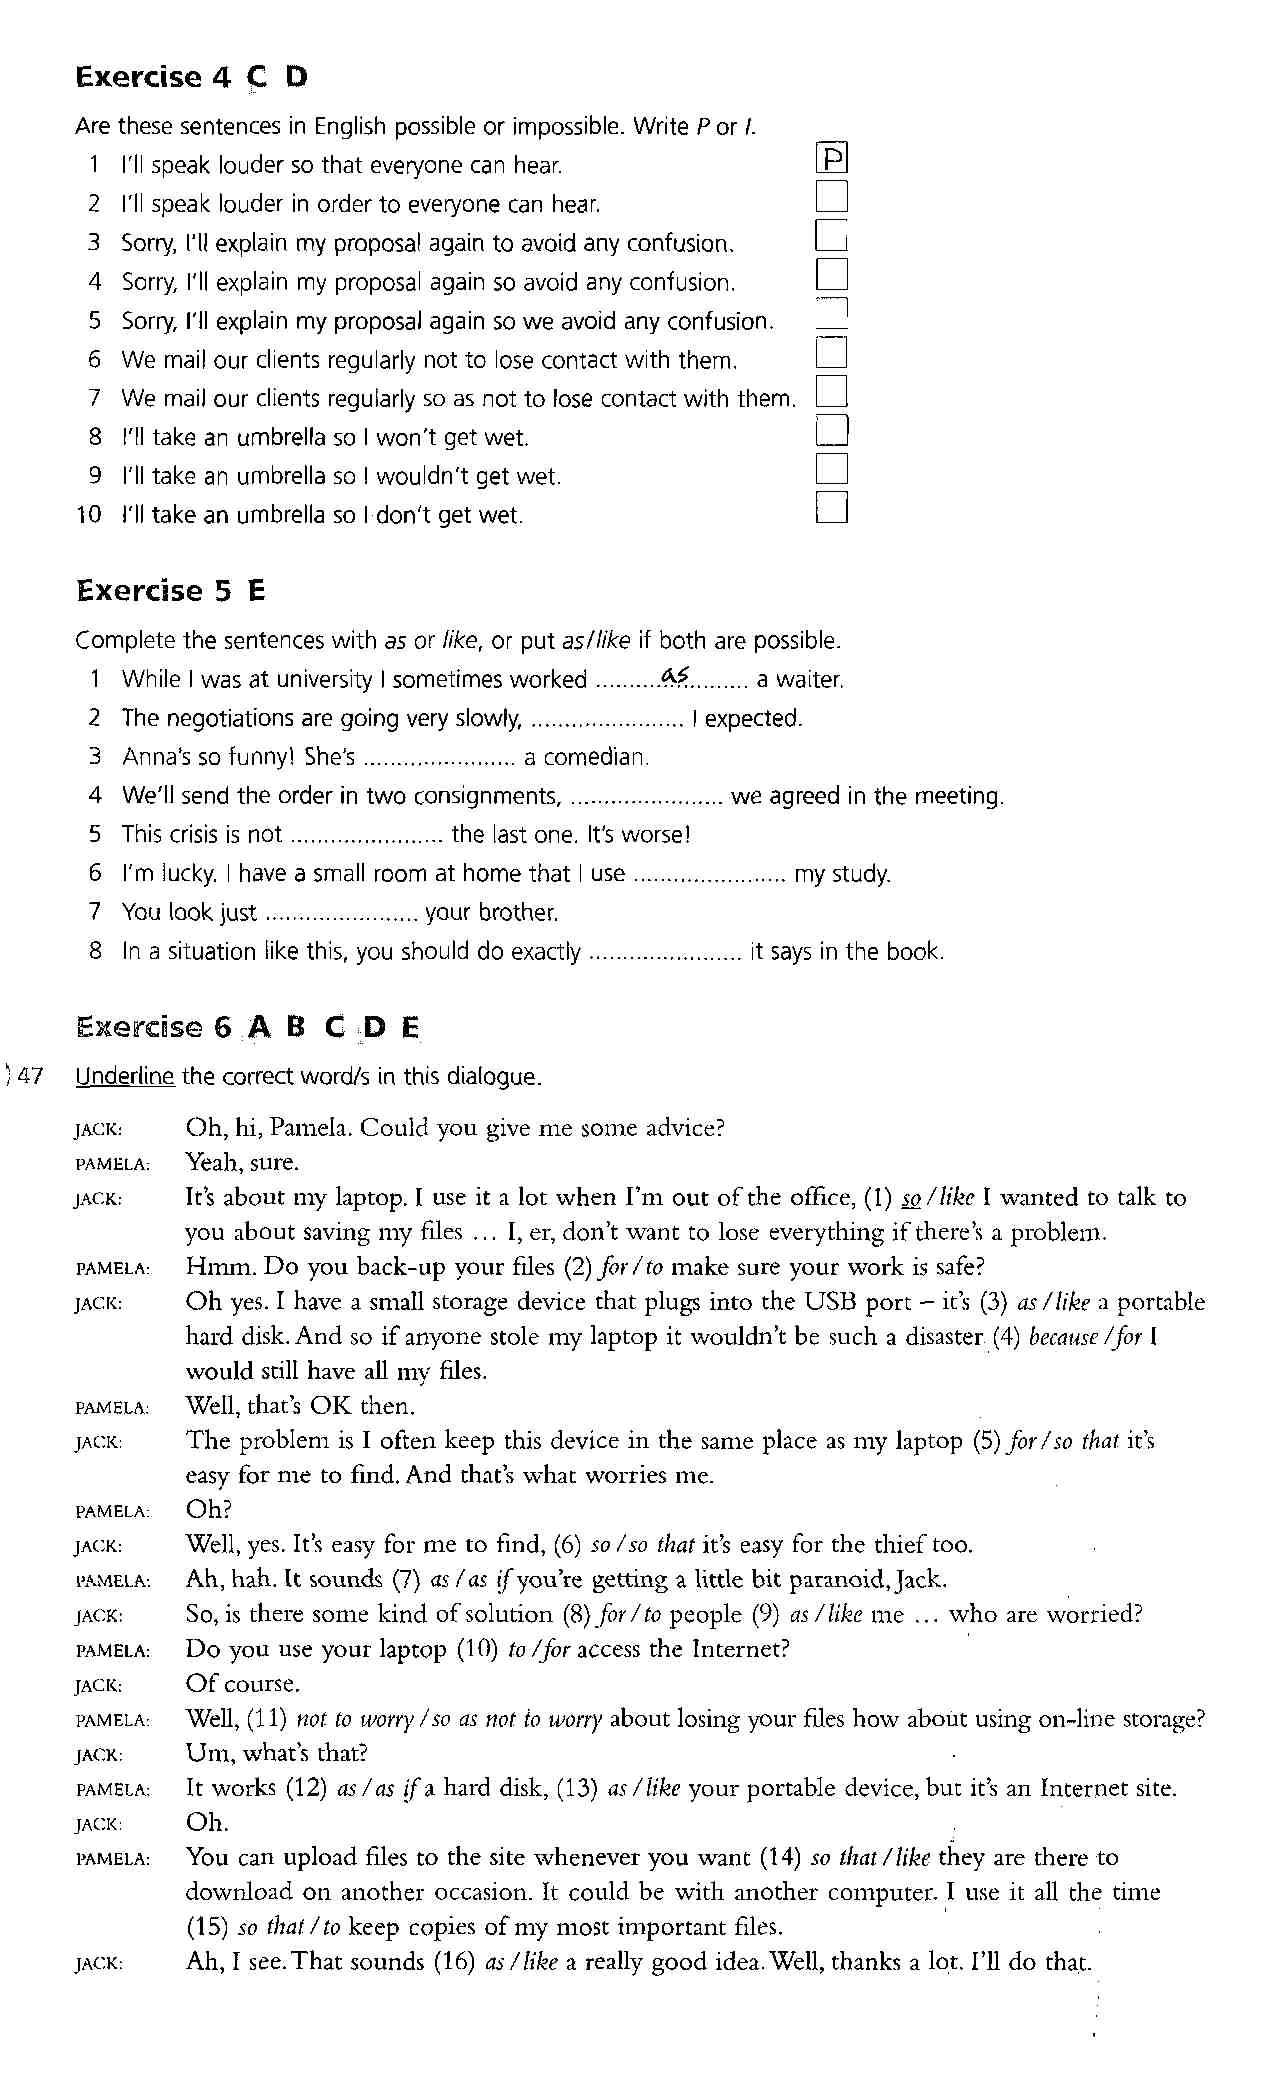 Exercise 4 C D
Are these sentences in English possible or impossible. Write P or I.
1 I'll speak louder so that everyone can hear. P
2 I'll speak louder in order to everyone can hear.
3 Sorry, I'll explain my proposal again to avoid any confusion.
4 Sorry, I'll explain my proposal again so avoid any confusion.
5 Sorry, I'll explain my proposal again so we avoid any confusion.
6 We mail our clients regularly not to lose contact with them.
7 We mail our clients regularly so as not to lose contact with them.
8 I'll take an umbrella so I won't get wet.
9 I'll take an umbrella so I wouldn't get wet.
10 I'll take an umbrella so I don't get wet.
Exercise 5 E
Complete the sentences with as or like, or put as/like if both are possible.
1 While I was at university I sometimes worked ..........as......... a waiter.
2 The negotiations are going very slowly, ....................... I expected.
3 Anna's so funny! She's ....................... a comedian.
4 We'll send the order in two consignments, ....................... we agreed in the meeting.
5 This crisis is not ....................... the last one. It's worse!
6 I'm lucky. I have a small room at home that I use ....................... my study.
7 You look just ....................... your brother.
8 In a situation like this, you should do exactly ....................... it says in the book.
Exercise 6 A B C D E
)47 Underline the correct word/s in this dialogue.
JACK: Oh, hi, Pamela. Could you give me some advice?
PAMELA: Yeah, sure.
JACK: It's about my laptop. I use it a lot when I'm out of the office, (1) so / like I wanted to talk to
you about saving my files ... I, er, don't want to lose everything if there's a problem.
PAMELA: Hmm. Do you back-up your files (2) for / to make sure your work is safe?
JACK: Oh yes. I have a small storage device that plugs into the USB port – it's (3) as / like a portable
hard disk. And so if anyone stole my laptop it wouldn't be such a disaster (4) because / for I
would still have all my files.
PAMELA: Well, that's OK then.
JACK: The problem is I often keep this device in the same place as my laptop (5) for / so that it's
easy for me to find. And that's what worries me.
PAMELA: Oh?
JACK: Well, yes. It's easy for me to find, (6) so / so that it's easy for the thief too.
PAMELA: Ah, hah. It sounds (7) as / as if you're getting a little bit paranoid, Jack.
JACK: So, is there some kind of solution (8) for / to people (9) as / like me ... who are worried?
PAMELA: Do you use your laptop (10) to / for access the Internet?
JACK: Of course.
PAMELA: Well, (11) not to worry / so as not to worry about losing your files how about using on-line storage?
JACK: Um, what's that?
PAMELA: It works (12) as / as if a hard disk, (13) as / like your portable device, but it's an Internet site.
JACK: Oh.
PAMELA: You can upload files to the site whenever you want (14) so that / like they are there to
download on another occasion. It could be with another computer. I use it all the time
(15) so that / to keep copies of my most important files.
JACK: Ah, I see. That sounds (16) as / like a really good idea. Well, thanks a lot. I'll do that.